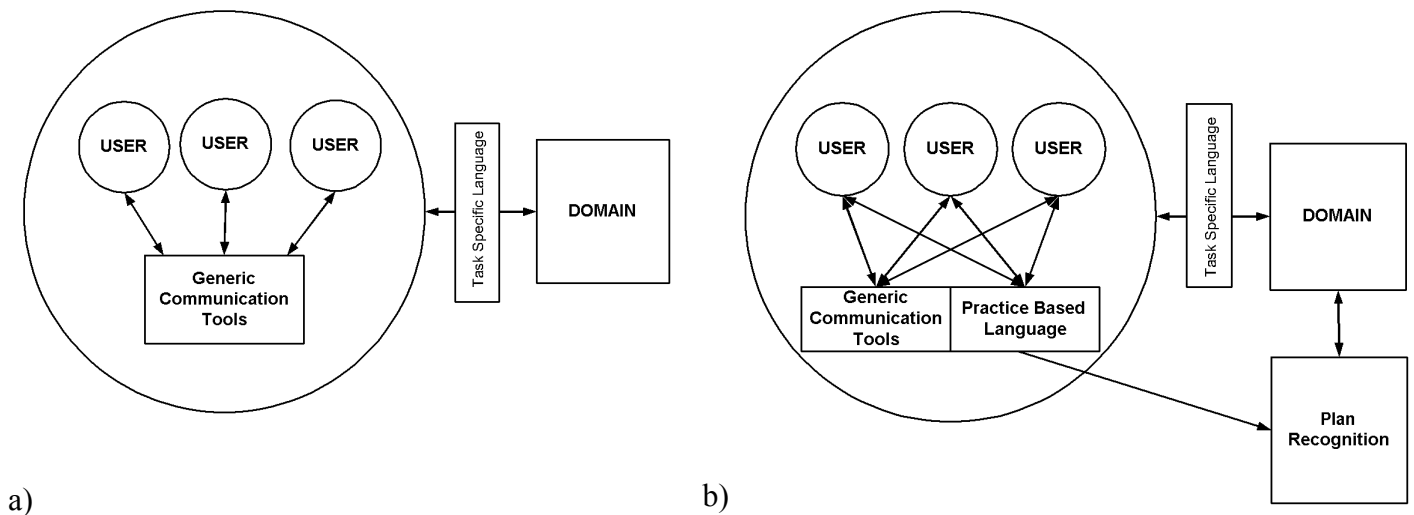 USER
USER
USER
Generic
Communication
Tools
Task Specific Language
DOMAIN
a)
USER
USER
USER
Generic
Communication
Tools
Practice Based
Language
Task Specific Language
DOMAIN
Plan
Recognition
b)